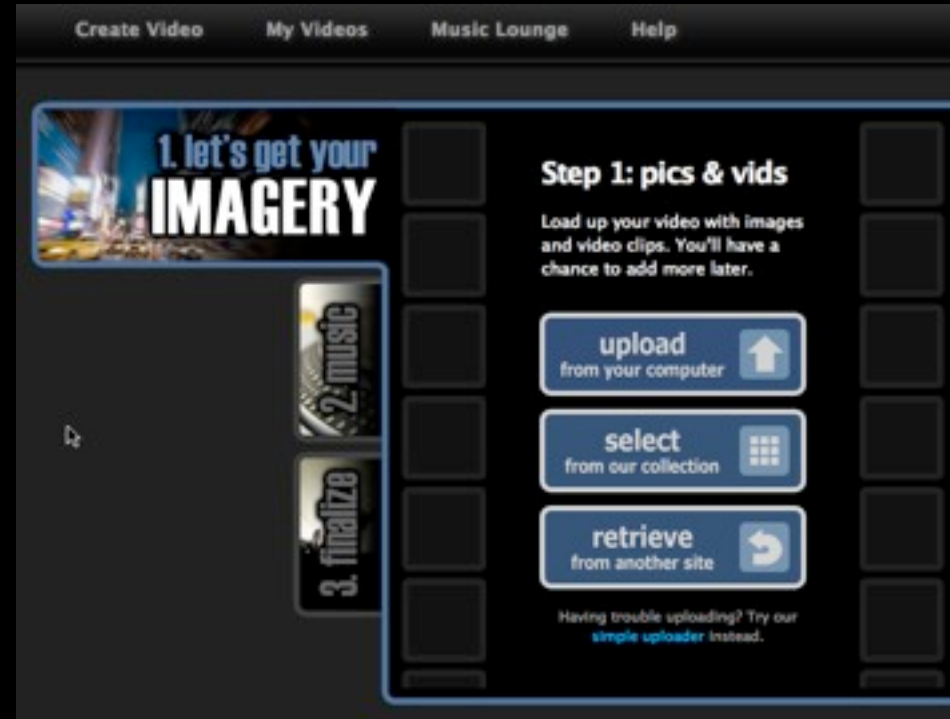 Create Video My Videos Music Lounge Help
1. let's get your
IMAGERY
2. music
3. finalize
Step 1: pics & vids
Load up your video with images
and video clips. You'll have a
chance to add more later.
upload
from your computer
select
from our collection
retrieve
from another site
Having trouble uploading? Try our
simple uploader instead.